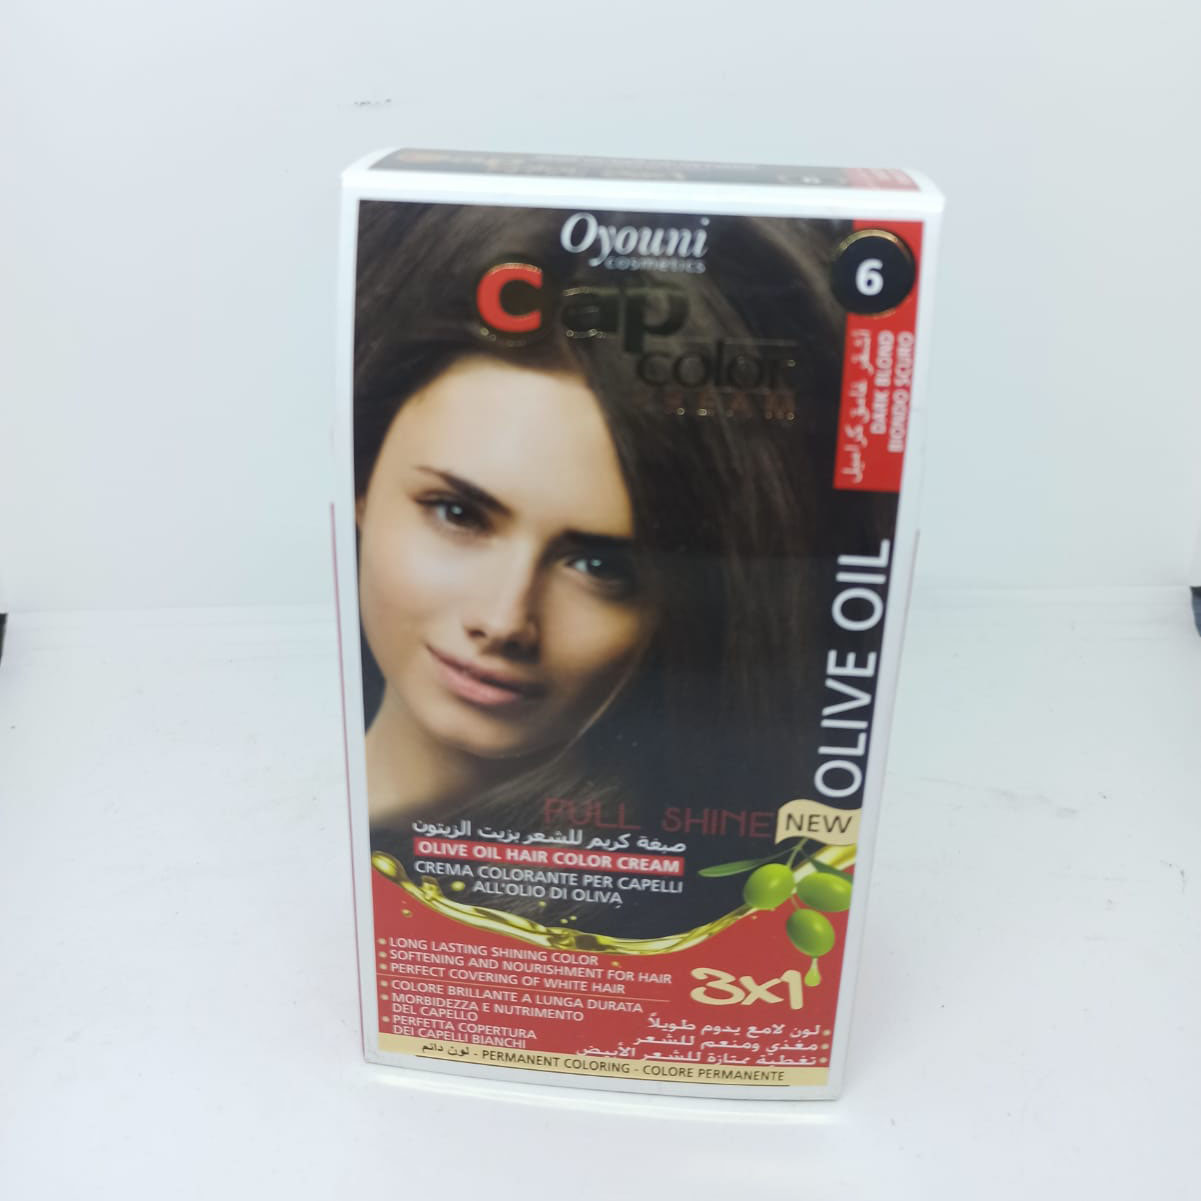 Oyouni
cosmetics
Cap
color
CREAM
6
أشقر غامق كراميل
DARK BLOND
BIONDO SCURO
OLIVE OIL
FULL SHINE
NEW
صبغة كريم للشعر بزيت الزيتون
OLIVE OIL HAIR COLOR CREAM
CREMA COLORANTE PER CAPELLI
ALL'OLIO DI OLIVA
• LONG LASTING SHINING COLOR
• SOFTENING AND NOURISHMENT FOR HAIR
• PERFECT COVERING OF WHITE HAIR
3x1
• COLORE BRILLANTE A LUNGA DURATA
• MORBIDEZZA E NUTRIMENTO
DEL CAPELLO
• PERFETTA COPERTURA
DEI CAPELLI BIANCHI
• لون لامع يدوم طويلاً
• مغذي ومنعم للشعر
• تغطية ممتازة للشعر الأبيض
لون دائم - PERMANENT COLORING - COLORE PERMANENTE